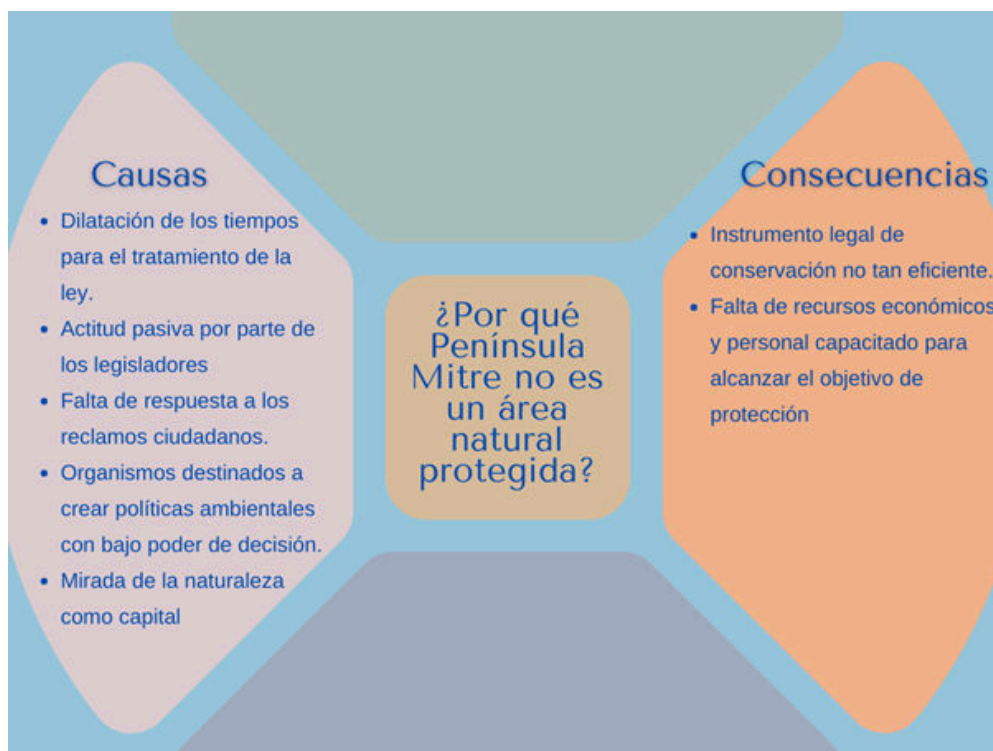 Causas
• Dilatación de los tiempos
para el tratamiento de la
ley.
• Actitud pasiva por parte de
los legisladores
• Falta de respuesta a los
reclamos ciudadanos.
• Organismos destinados a
crear políticas ambientales
con bajo poder de decisión.
• Mirada de la naturaleza
como capital
¿Por qué
Península
Mitre no es
un área
natural
protegida?
Consecuencias
• Instrumento legal de
conservación no tan eficiente.
• Falta de recursos económicos
y personal capacitado para
alcanzar el objetivo de
protección